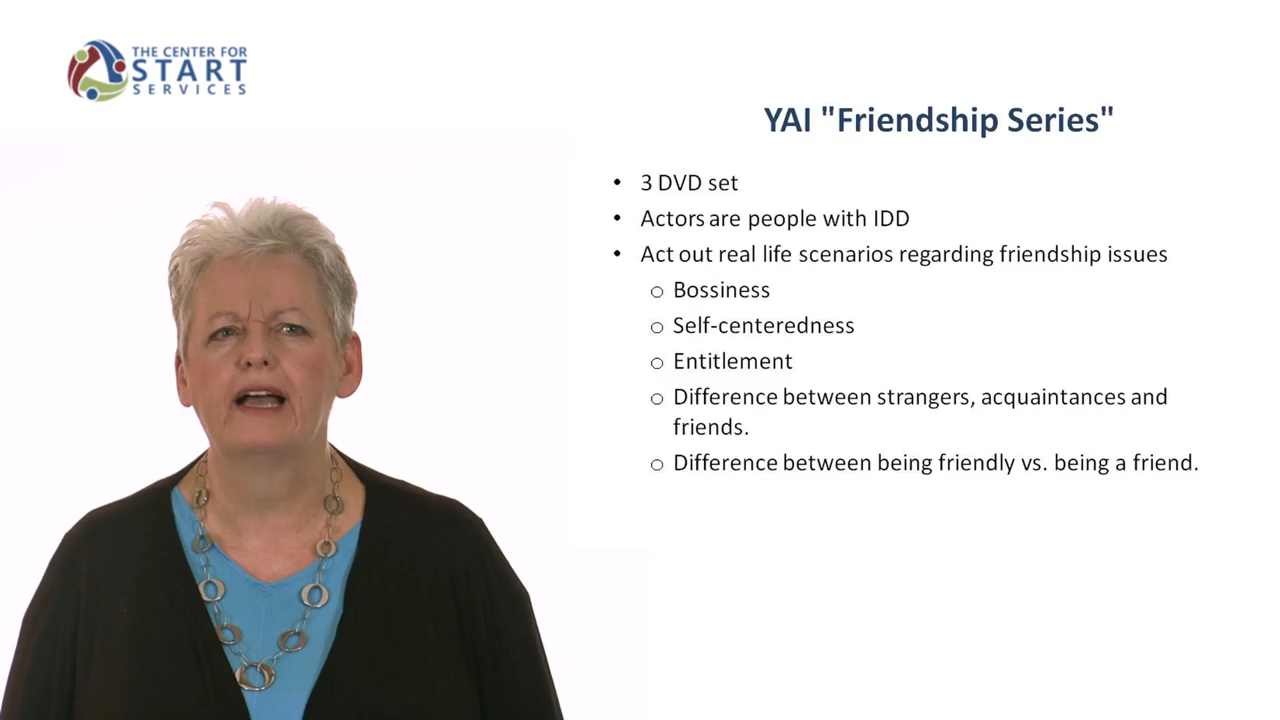 THE CENTER FOR
START
SERVICES
YAI "Friendship Series"
• 3 DVD set
• Actors are people with IDD
• Act out real life scenarios regarding friendship issues
o Bossiness
o Self-centeredness
o Entitlement
o Difference between strangers, acquaintances and
friends.
o Difference between being friendly vs. being a friend.